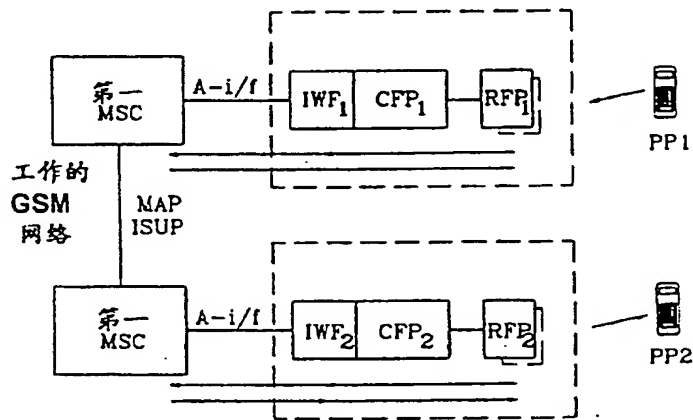 第一
MSC
A-i/f
IWF1
CFP1
RFP1
PP1
工作的
GSM
网络
MAP
ISUP
第一
MSC
A-i/f
IWF2
CFP2
RFP2
PP2